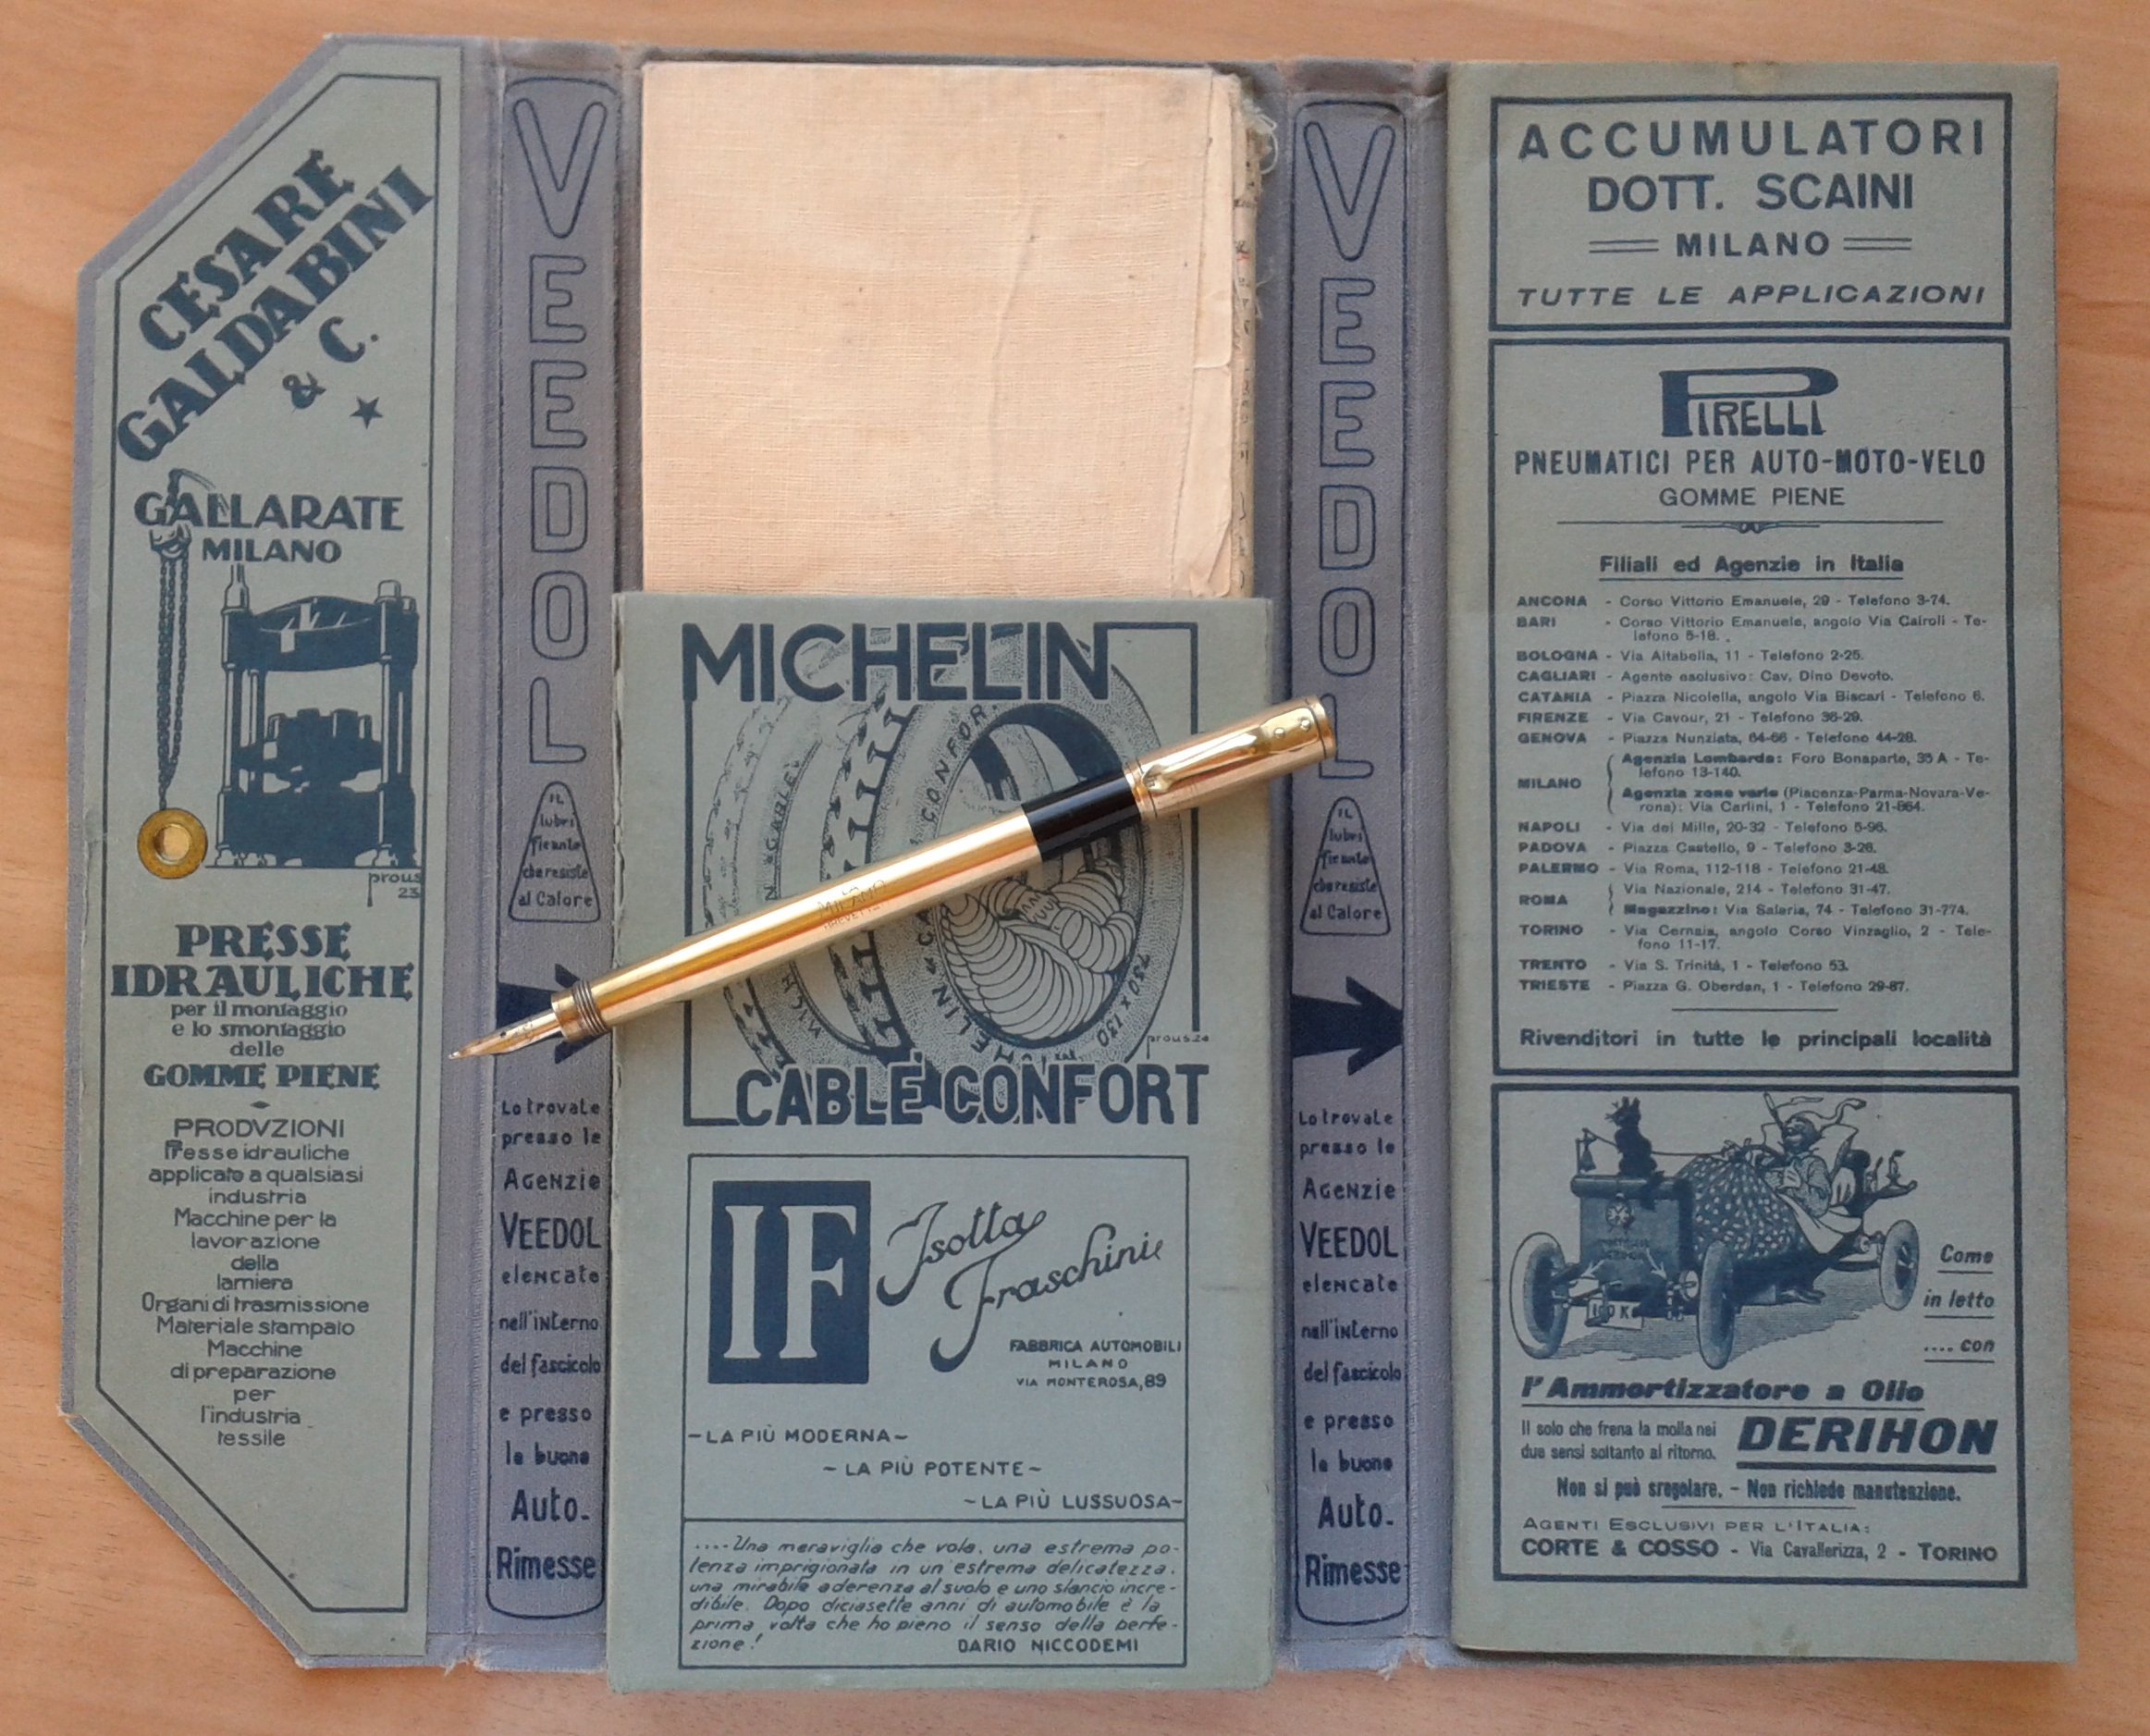 CESARE
GALDABINI
& C.
GALLARATE
MILANO
prous
23
PRESSE
IDRAULICHE
per il montaggio
e lo smontaggio
delle
GOMME PIENE
PRODVZIONI
Presse idrauliche
applicate a qualsiasi
industria
Macchine per la
lavorazione
della
lamiera
Organi di trasmissione
Materiale stampato
Macchine
di preparazione
per
l'industria
tessile
VEEDOL
IL
lubri
ficante
che resiste
al Calore
Lo trovate
presso le
AGENZIE
VEEDOL
elencate
nell'interno
del fascicolo
e presso
le buone
Auto-
Rimesse
MICHELIN
CONFOR
CABLÉ
730 x 130
prous.24
CABLÉ CONFORT
MILANO
BREVETTI
IF
Isotta
Fraschini
FABBRICA AUTOMOBILI
MILANO
VIA MONTEROSA, 89
~LA PIÙ MODERNA~
~LA PIÙ POTENTE~
~LA PIÙ LUSSUOSA~
....Una meraviglia che vola, una estrema po-
tenza imprigionata in un'estrema delicatezza,
una mirabile aderenza al suolo e uno slancio incre-
dibile. Dopo diciasette anni di automobile è la
prima volta che ho pieno il senso della perfe-
zione!
DARIO NICCODEMI
VEEDOL
IL
lubri
ficante
che resiste
al Calore
Lo trovate
presso le
AGENZIE
VEEDOL
elencate
nell'interno
del fascicolo
e presso
le buone
Auto-
Rimesse
ACCUMULATORI
DOTT. SCAINI
MILANO
TUTTE LE APPLICAZIONI
PIRELLI
PNEUMATICI PER AUTO-MOTO-VELO
GOMME PIENE
Filiali ed Agenzie in Italia
ANCONA - Corso Vittorio Emanuele, 29 - Telefono 3-74.
BARI - Corso Vittorio Emanuele, angolo Via Cairoli - Te-
lefono 5-18.
BOLOGNA - Via Altabella, 11 - Telefono 2-25.
CAGLIARI - Agente esclusivo: Cav. Dino Devoto.
CATANIA - Piazza Nicolella, angolo Via Biscari - Telefono 6.
FIRENZE - Via Cavour, 21 - Telefono 36-29.
GENOVA - Piazza Nunziata, 64-66 - Telefono 44-28.
MILANO
Agenzia Lombarda: Foro Bonaparte, 35 A - Te-
lefono 13-140.
Agenzia zone varie (Piacenza-Parma-Novara-Ve-
rona): Via Carlini, 1 - Telefono 21-864.
NAPOLI - Via dei Mille, 20-32 - Telefono 5-96.
PADOVA - Piazza Castello, 9 - Telefono 3-26.
PALERMO - Via Roma, 112-118 - Telefono 21-48.
ROMA
Via Nazionale, 214 - Telefono 31-47.
Magazzino: Via Salaria, 74 - Telefono 31-774.
TORINO - Via Cernaia, angolo Corso Vinzaglio, 2 - Tele-
fono 11-17.
TRENTO - Via S. Trinità, 1 - Telefono 53.
TRIESTE - Piazza G. Oberdan, 1 - Telefono 29-87.
Rivenditori in tutte le principali località
Come
in letto
.... con
l'Ammortizzatore a Olio
Il solo che frena la molla nei
due sensi soltanto al ritorno.
DERIHON
Non si può sregolare. - Non richiede manutenzione.
AGENTI ESCLUSIVI PER L'ITALIA:
CORTE & COSSO - Via Cavallerizza, 2 - TORINO